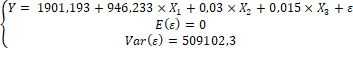 Y = 1901,193 + 946,233 × X₁ + 0,03 × X₂ + 0,015 × X₃ + ε
E(ε) = 0
Var(ε) = 509102,3